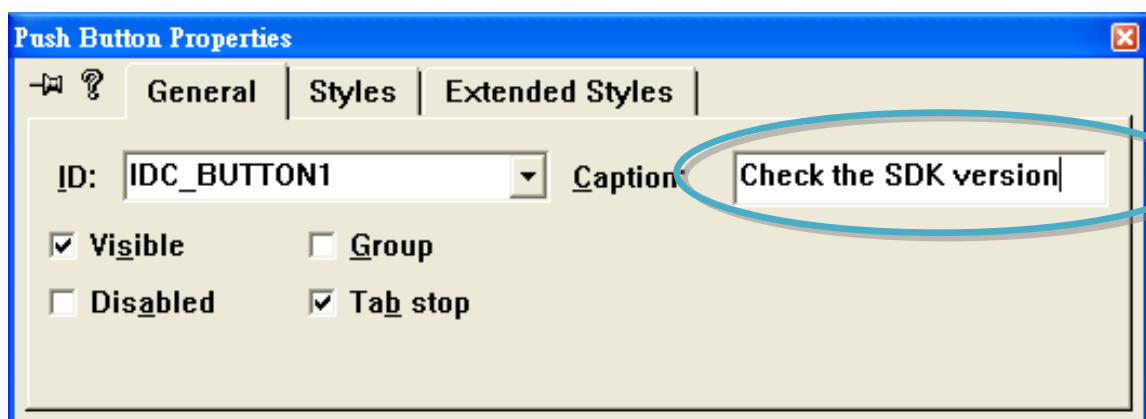 Push Button Properties
General Styles Extended Styles
ID: IDC_BUTTON1 Caption: Check the SDK version
Visible Group
Disabled Tab stop